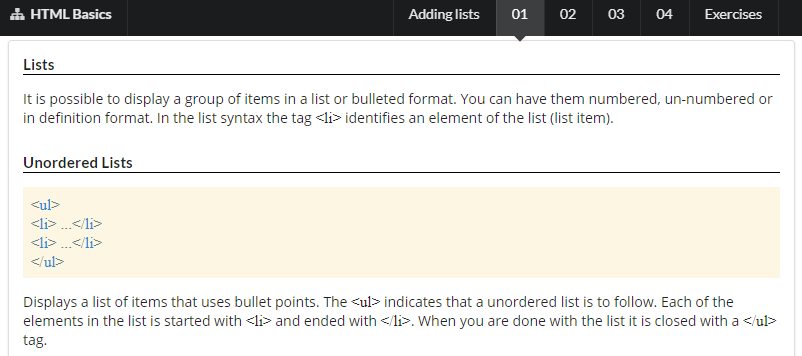 HTML Basics Adding lists 01 02 03 04 Exercises
Lists
It is possible to display a group of items in a list or bulleted format. You can have them numbered, un-numbered or
in definition format. In the list syntax the tag <li> identifies an element of the list (list item).
Unordered Lists
<ul>
<li> ...</li>
<li> ...</li>
</ul>
Displays a list of items that uses bullet points. The <ul> indicates that a unordered list is to follow. Each of the
elements in the list is started with <li> and ended with </li>. When you are done with the list it is closed with a </ul>
tag.